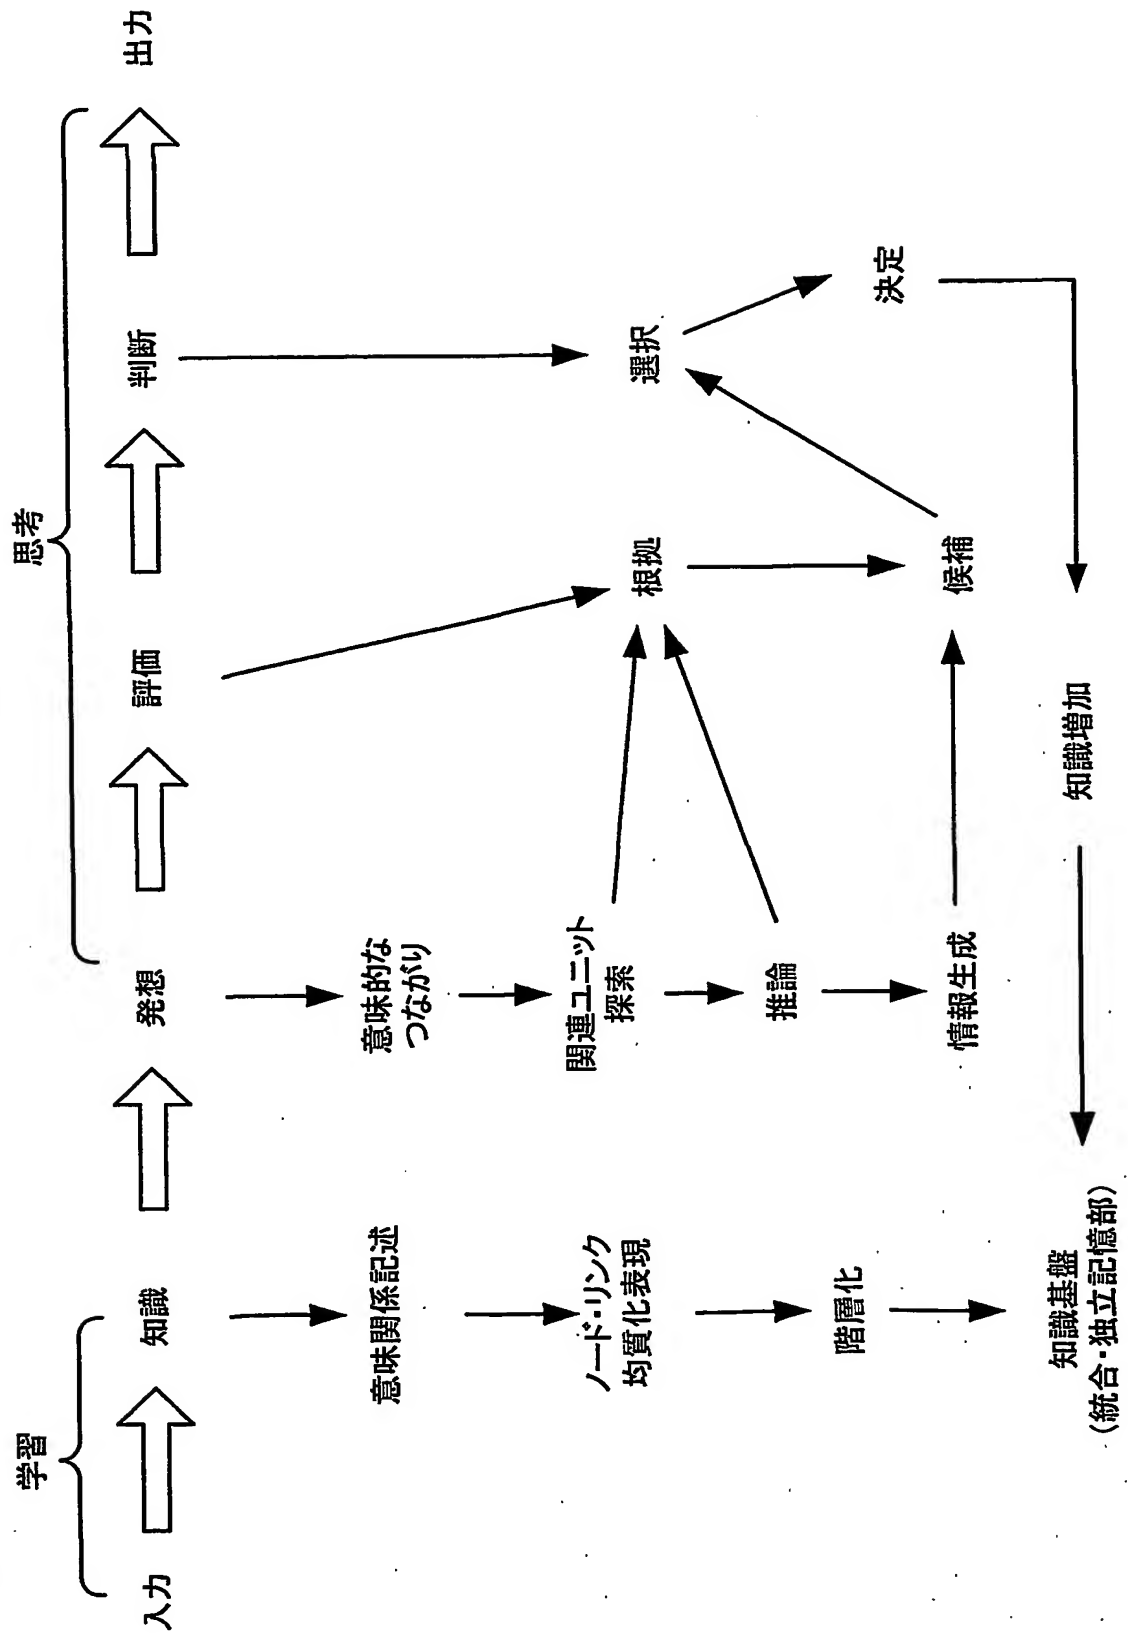 学習
思考
入力
知識
発想
評価
判断
出力
意味関係記述
意味的な
つながり
ノード・リンク
均質化表現
関連ユニット
探索
根拠
選択
階層化
推論
決定
情報生成
候補
知識基盤
(統合・独立記憶部)
知識増加